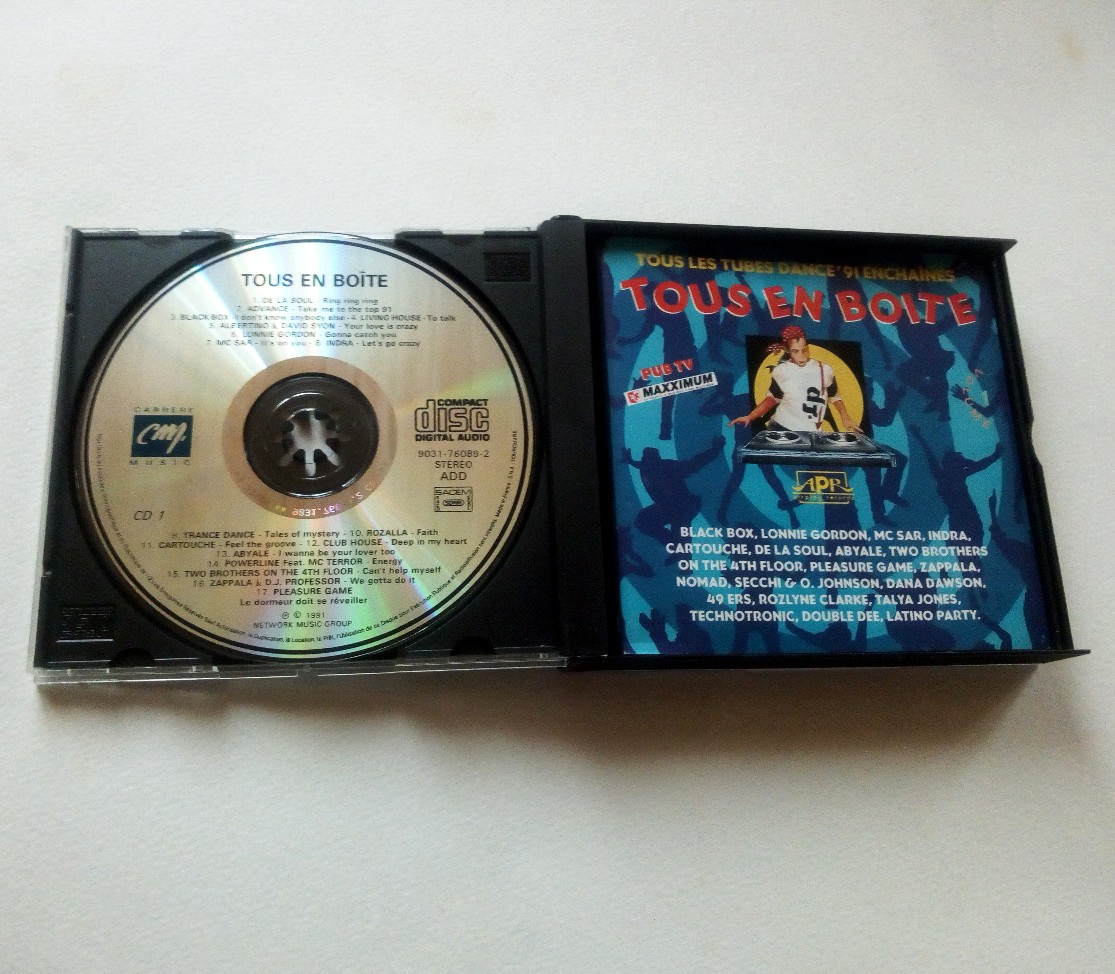 TOUS EN BOÎTE
1. DE LA SOUL - Ring ring ring
2. ADVANCE - Take me to the top 91
3. BLACK BOX - I don't know anybody else - 4. LIVING HOUSE - To talk
5. ALBERTINO & DAVID SYON - Your love is crazy
6. LONNIE GORDON - Gonna catch you
7. MC SAR - It's on you - 8. INDRA - Let's go crazy
CARRERE
CMJ
MUSIC
COMPACT
disc
DIGITAL AUDIO
9031-76089-2
STEREO
ADD
SACEM
CD 1
9. TRANCE DANCE - Tales of mystery - 10. ROZALLA - Faith
11. CARTOUCHE - Feel the groove - 12. CLUB HOUSE - Deep in my heart
13. ABYALE - I wanna be your lover too
14. POWERLINE Feat. MC TERROR - Energy
15. TWO BROTHERS ON THE 4TH FLOOR - Can't help myself
16. ZAPPALA & D.J. PROFESSOR - We gotta do it
17. PLEASURE GAME
Le dormeur doit se réveiller
℗ © 1991
NETWORK MUSIC GROUP
TOUS LES TUBES DANCE' 91 ENCHAÎNES
TOUS EN BOITE
PUB TV
MAXXIMUM
APR
BLACK BOX, LONNIE GORDON, MC SAR, INDRA,
CARTOUCHE, DE LA SOUL, ABYALE, TWO BROTHERS
ON THE 4TH FLOOR, PLEASURE GAME, ZAPPALA,
NOMAD, SECCHI & O. JOHNSON, DANA DAWSON,
49 ERS, ROZLYNE CLARKE, TALYA JONES,
TECHNOTRONIC, DOUBLE DEE, LATINO PARTY.